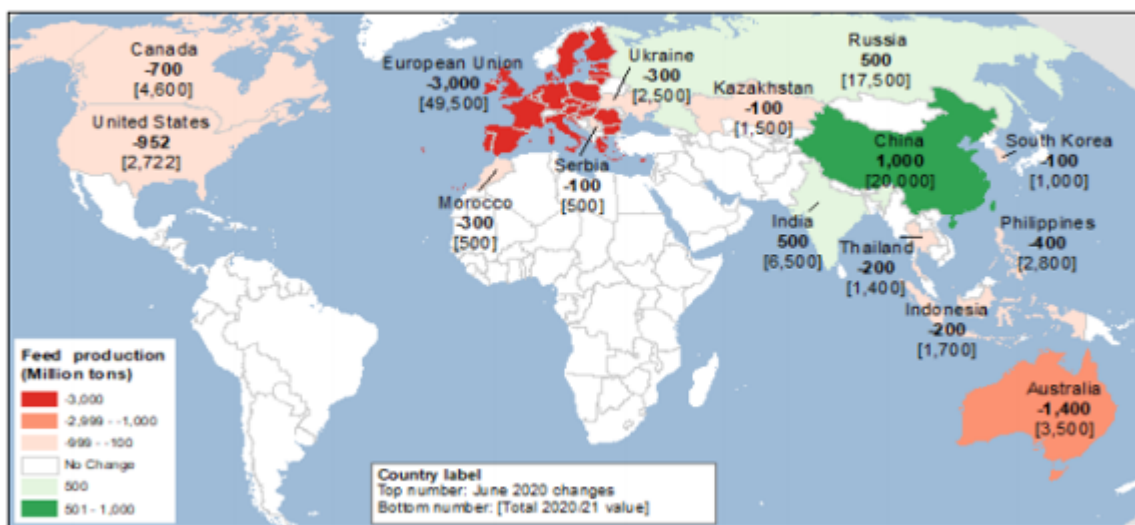 Canada
-700
[4,600]
United States
-952
[2,722]
European Union
-3,000
[49,500]
Ukraine
-300
[2,500]
Russia
500
[17,500]
Kazakhstan
-100
[1,500]
China
1,000
[20,000]
South Korea
-100
[1,000]
Serbia
-100
[500]
Morocco
-300
[500]
India
500
[6,500]
Thailand
-200
[1,400]
Philippines
-400
[2,800]
Indonesia
-200
[1,700]
Australia
-1,400
[3,500]
Feed production
(Million tons)
-3,000
-2,999 - -1,000
-999 - -100
No Change
500
501 - 1,000
Country label
Top number: June 2020 changes
Bottom number: [Total 2020/21 value]